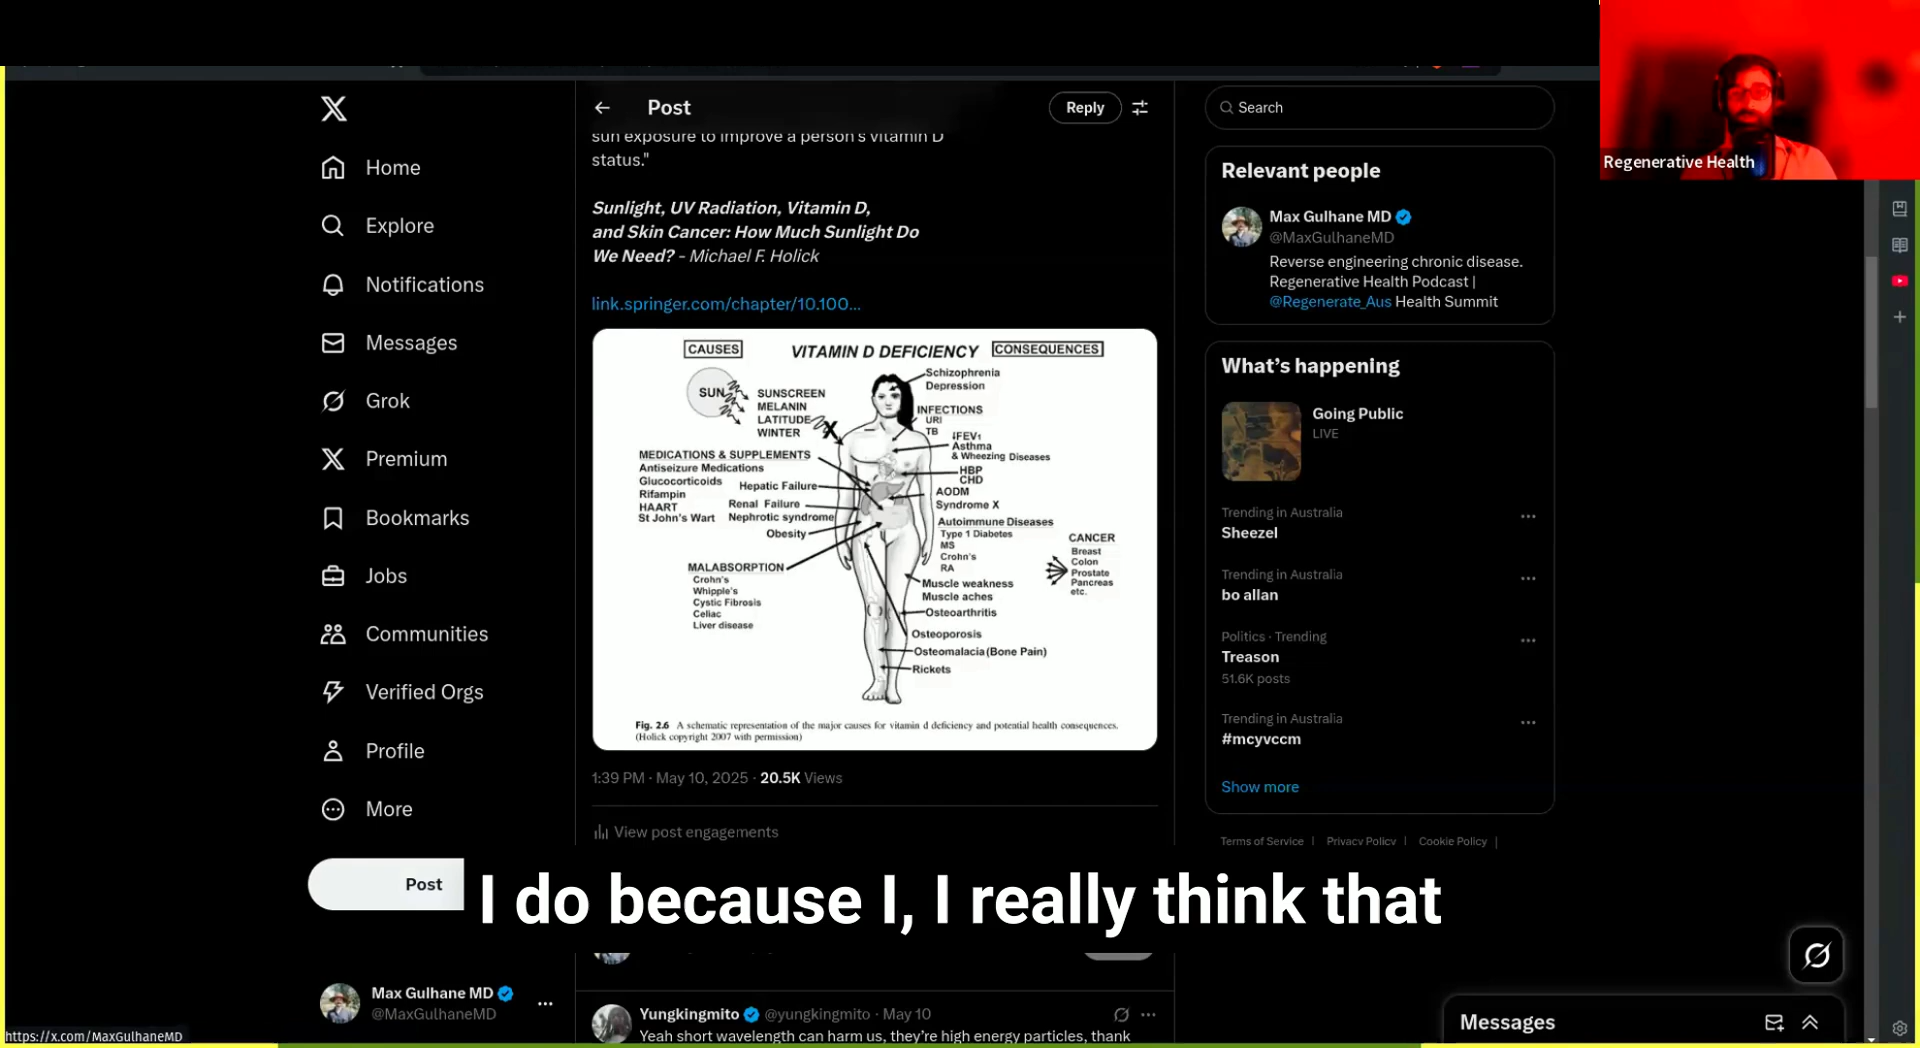 Regenerative Health
Home
Explore
Notifications
Messages
Grok
Premium
Bookmarks
Jobs
Communities
Verified Orgs
Profile
More
Post
Max Gulhane MD
@MaxGulhaneMD
https://x.com/MaxGulhaneMD
Post
Reply
sun exposure to improve a person's vitamin D
status."
Sunlight, UV Radiation, Vitamin D,
and Skin Cancer: How Much Sunlight Do
We Need? - Michael F. Holick
link.springer.com/chapter/10.100...
CAUSES
VITAMIN D DEFICIENCY
CONSEQUENCES
SUN
SUNSCREEN
MELANIN
LATITUDE
WINTER
X
MEDICATIONS & SUPPLEMENTS
Antiseizure Medications
Glucocorticoids
Rifampin
HAART
St John's Wart
Hepatic Failure
Renal Failure
Nephrotic syndrome
Obesity
MALABSORPTION
Crohn's
Whipple's
Cystic Fibrosis
Celiac
Liver disease
Schizophrenia
Depression
INFECTIONS
URI
TB
Asthma
& Wheezing Diseases
HBP
CHD
AODM
Syndrome X
Autoimmune Diseases
Type 1 Diabetes
MS
Crohn's
RA
CANCER
Breast
Colon
Prostate
Pancreas
etc.
Muscle weakness
Muscle aches
Osteoarthritis
Osteoporosis
Osteomalacia (Bone Pain)
Rickets
Fig. 2.6 A schematic representation of the major causes for vitamin d deficiency and potential health consequences.
(Holick copyright 2007 with permission)
1:39 PM · May 10, 2025 · 20.5K Views
View post engagements
I do because I, I really think that
Yungkingmito @yungkingmito · May 10
Yeah short wavelength can harm us, they're high energy particles, thank
Search
Relevant people
Max Gulhane MD
@MaxGulhaneMD
Reverse engineering chronic disease.
Regenerative Health Podcast |
@Regenerate_Aus Health Summit
What's happening
Going Public
LIVE
Trending in Australia
Sheezel
Trending in Australia
bo allan
Politics · Trending
Treason
51.6K posts
Trending in Australia
#mcyvccm
Show more
Terms of Service | Privacy Policy | Cookie Policy |
Messages